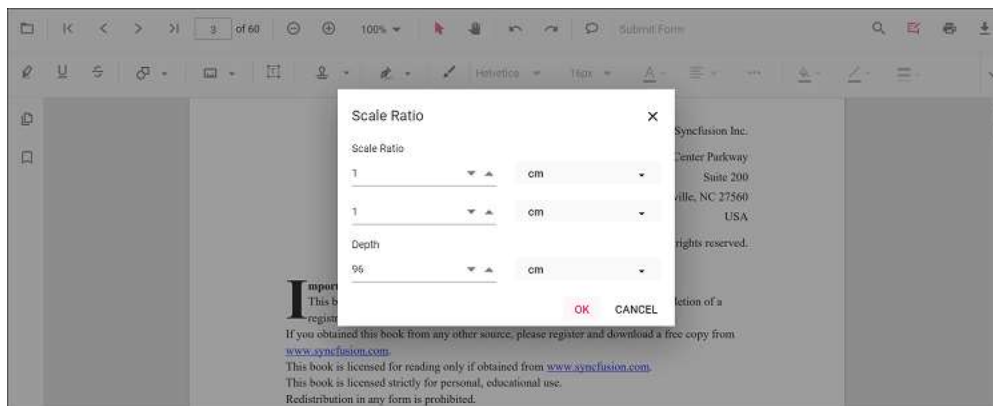 3 of 60 100% Submit Form
Helvetica 16px
Scale Ratio
Scale Ratio
1 cm
1 cm
Depth
96 cm
OK CANCEL
Syncfusion Inc.
Center Parkway
Suite 200
ville, NC 27560
USA
rights reserved.
Impor
This b letion of a
regist
If you obtained this book from any other source, please register and download a free copy from
www.syncfusion.com.
This book is licensed for reading only if obtained from www.syncfusion.com.
This book is licensed strictly for personal, educational use.
Redistribution in any form is prohibited.